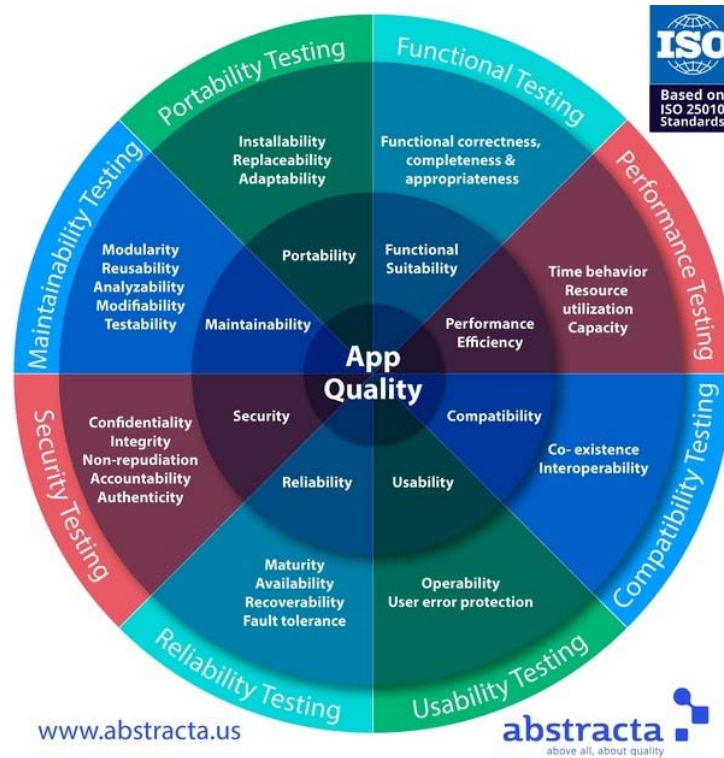 ISO
Based on
ISO 25010
Standards
Portability Testing
Installability
Replaceability
Adaptability
Portability
Functional Testing
Functional correctness,
completeness &
appropriateness
Functional
Suitability
Performance Testing
Time behavior
Resource
utilization
Capacity
Performance
Efficiency
Compatibility Testing
Co- existence
Interoperability
Compatibility
Usability Testing
Operability
User error protection
Usability
Reliability Testing
Maturity
Availability
Recoverability
Fault tolerance
Reliability
Security Testing
Confidentiality
Integrity
Non-repudiation
Accountability
Authenticity
Security
Maintainability Testing
Modularity
Reusability
Analyzability
Modifiability
Testability
Maintainability
App
Quality
www.abstracta.us
abstracta
above all, about quality